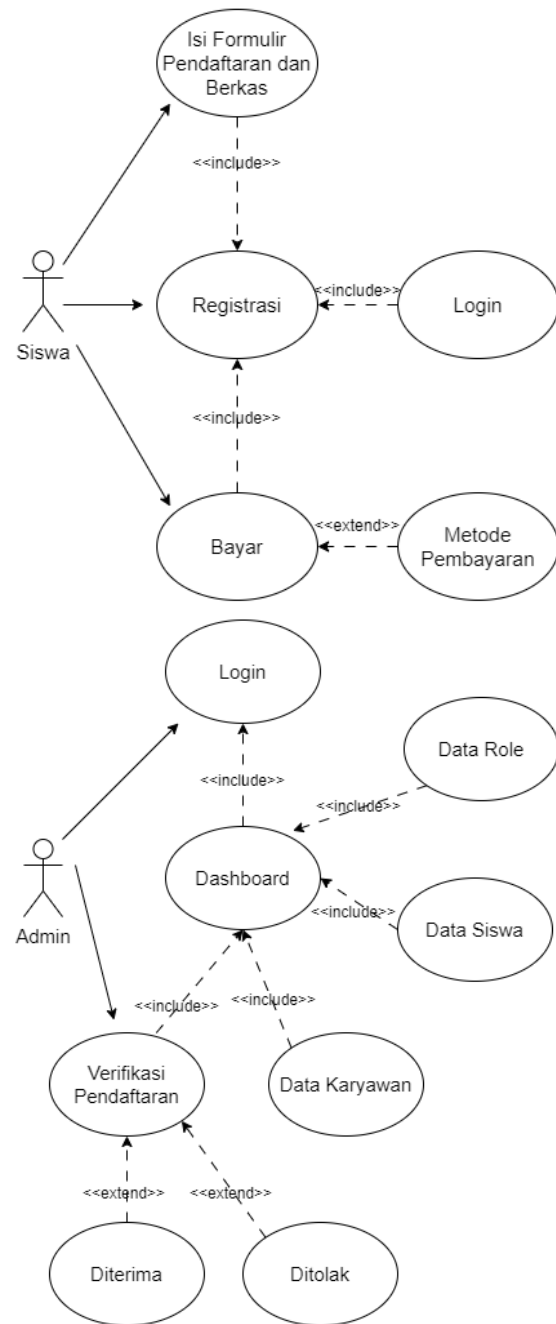 Isi Formulir
Pendaftaran dan
Berkas
<<include>>
<<include>>
Registrasi
Login
Siswa
<<include>>
<<extend>>
Bayar
Metode
Pembayaran
Login
Data Role
<<include>>
<<include>>
Dashboard
Admin
<<include>>
Data Siswa
<<include>>
<<include>>
Verifikasi
Pendaftaran
Data Karyawan
<<extend>>
<<extend>>
Diterima
Ditolak